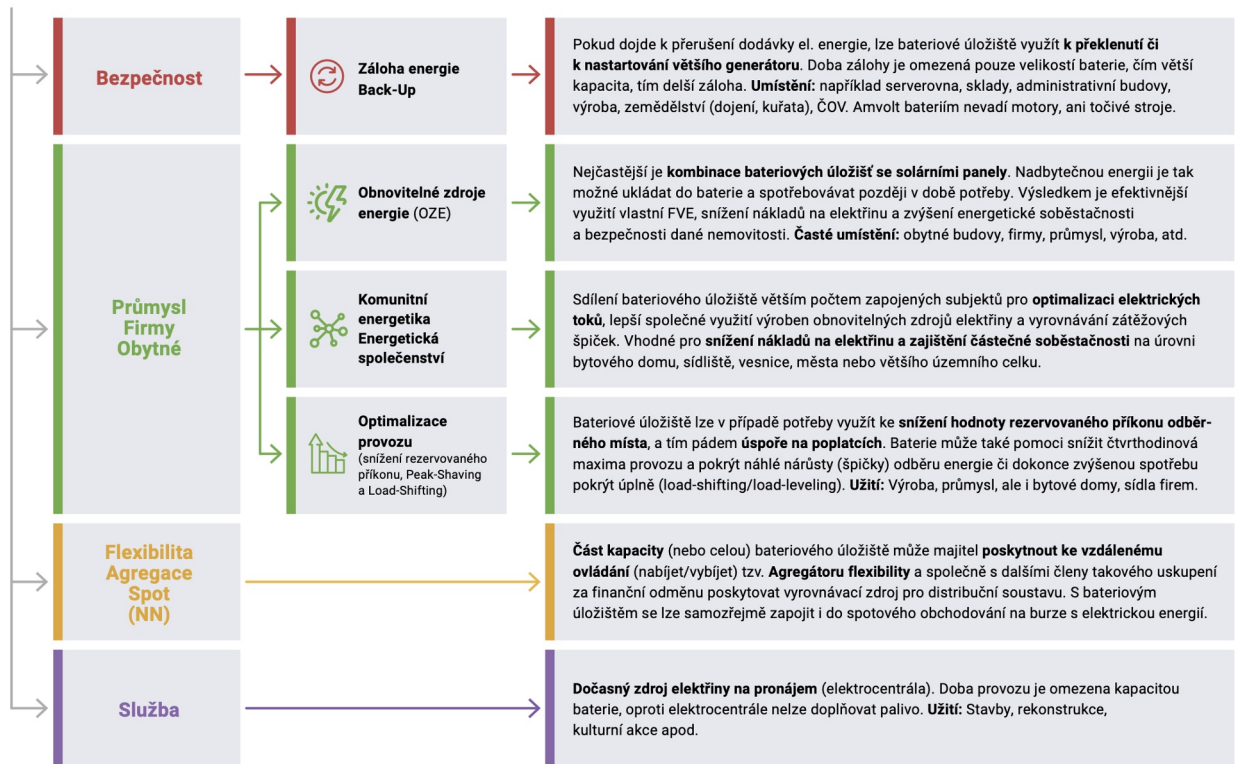 Bezpečnost
Záloha energie
Back-Up
Pokud dojde k přerušení dodávky el. energie, lze bateriové úložiště využít k překlenutí či
k nastartování většího generátoru. Doba zálohy je omezená pouze velikostí baterie, čím větší
kapacita, tím delší záloha. Umístění: například serverovna, sklady, administrativní budovy,
výroba, zemědělství (dojení, kuřata), ČOV. Amvolt bateriím nevadí motory, ani točivé stroje.
Průmysl
Firmy
Obytné
Obnovitelné zdroje
energie (OZE)
Nejčastější je kombinace bateriových úložišť se solárními panely. Nadbytečnou energii je tak
možné ukládat do baterie a spotřebovávat později v době potřeby. Výsledkem je efektivnější
využití vlastní FVE, snížení nákladů na elektřinu a zvýšení energetické soběstačnosti
a bezpečnosti dané nemovitosti. Časté umístění: obytné budovy, firmy, průmysl, výroba, atd.
Komunitní
energetika
Energetická
společenství
Sdílení bateriového úložiště větším počtem zapojených subjektů pro optimalizaci elektrických
toků, lepší společné využití výroben obnovitelných zdrojů elektřiny a vyrovnávání zátěžových
špiček. Vhodné pro snížení nákladů na elektřinu a zajištění částečné soběstačnosti na úrovni
bytového domu, sídliště, vesnice, města nebo většího územního celku.
Optimalizace
provozu
(snížení rezervovaného
příkonu, Peak-Shaving
a Load-Shifting)
Bateriové úložiště lze v případě potřeby využít ke snížení hodnoty rezervovaného příkonu odběr-
ného místa, a tím pádem úspoře na poplatcích. Baterie může také pomoci snížit čtvrthodinová
maxima provozu a pokrýt náhlé nárůsty (špičky) odběru energie či dokonce zvýšenou spotřebu
pokrýt úplně (load-shifting/load-leveling). Užití: Výroba, průmysl, ale i bytové domy, sídla firem.
Flexibilita
Agregace
Spot
(NN)
Část kapacity (nebo celou) bateriového úložiště může majitel poskytnout ke vzdálenému
ovládání (nabíjet/vybíjet) tzv. Agregátoru flexibility a společně s dalšími členy takového uskupení
za finanční odměnu poskytovat vyrovnávací zdroj pro distribuční soustavu. S bateriovým
úložištěm se lze samozřejmě zapojit i do spotového obchodování na burze s elektrickou energií.
Služba
Dočasný zdroj elektřiny na pronájem (elektrocentrála). Doba provozu je omezena kapacitou
baterie, oproti elektrocentrále nelze doplňovat palivo. Užití: Stavby, rekonstrukce,
kulturní akce apod.